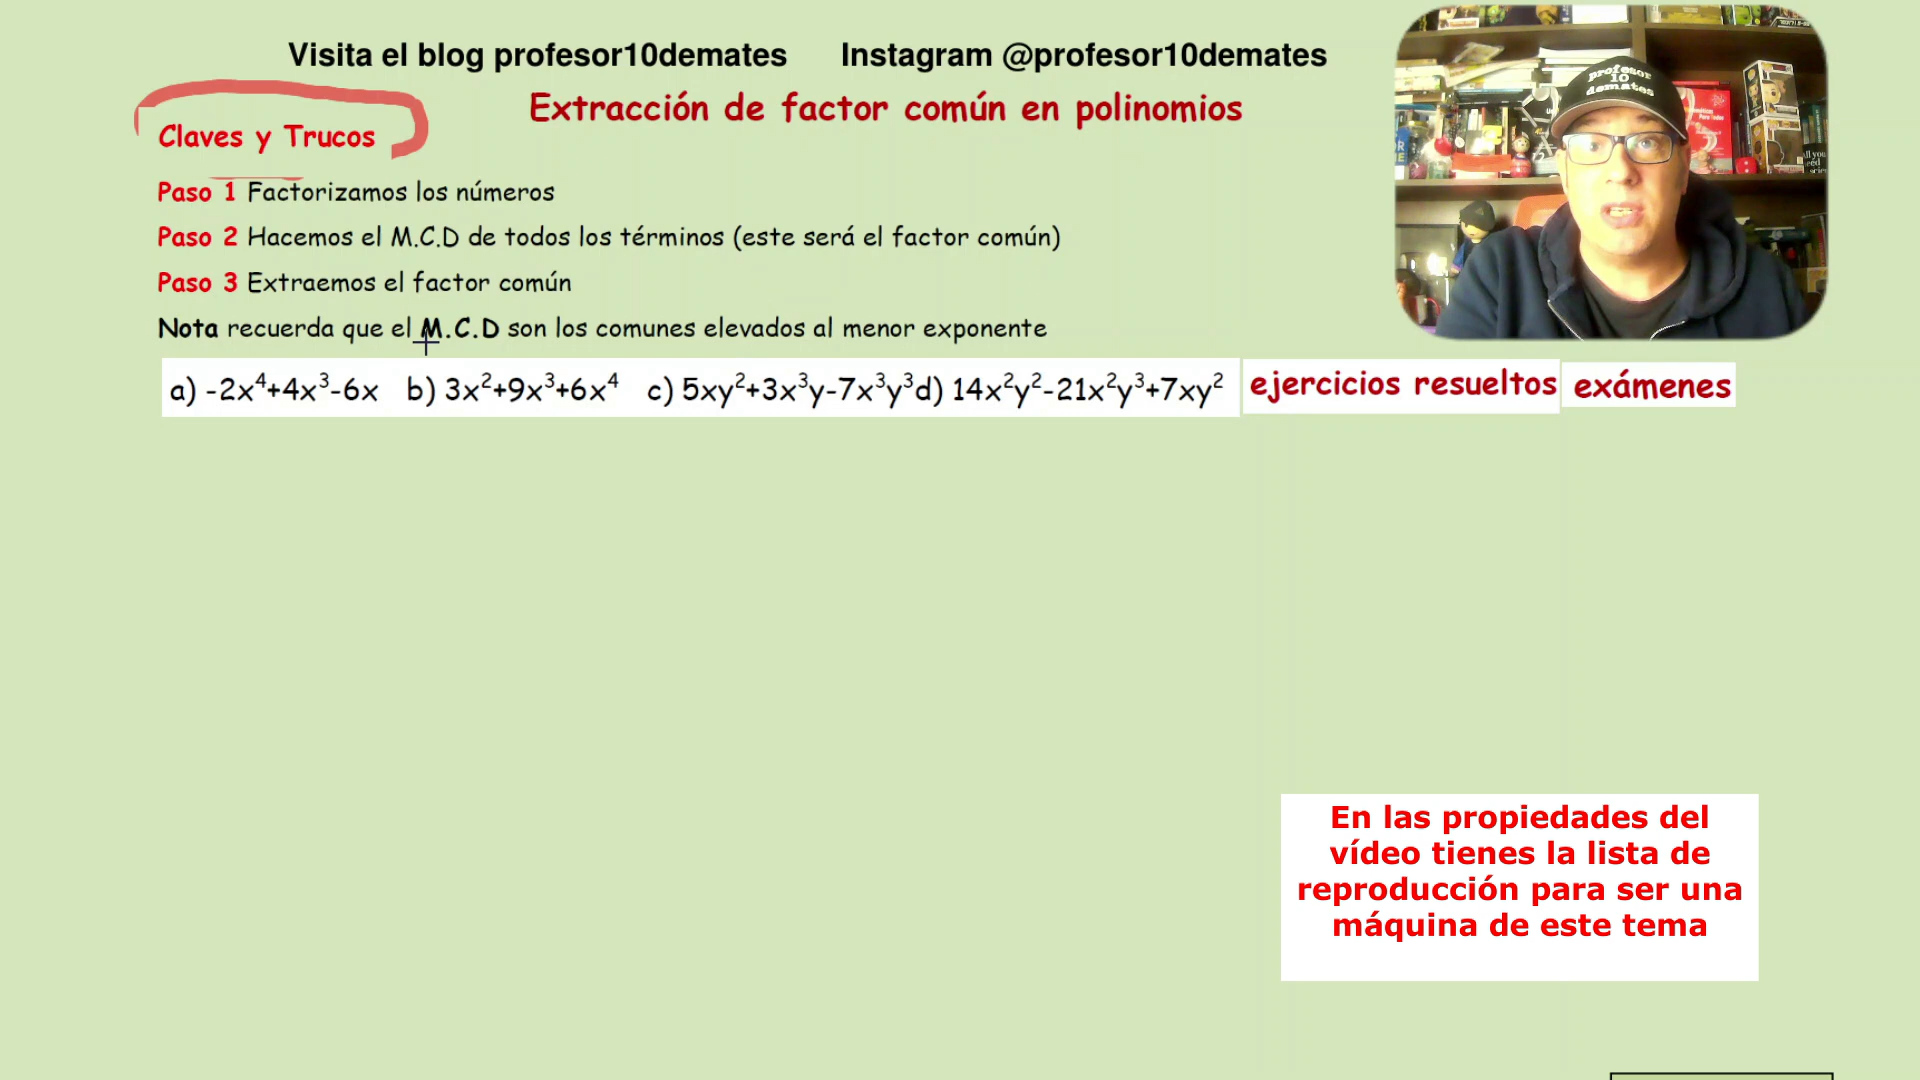 Visita el blog profesor10demates Instagram @profesor10demates
Extracción de factor común en polinomios
Claves y Trucos
Paso 1 Factorizamos los números
Paso 2 Hacemos el M.C.D de todos los términos (este será el factor común)
Paso 3 Extraemos el factor común
Nota recuerda que el M.C.D son los comunes elevados al menor exponente
a) -2x⁴+4x³-6x b) 3x²+9x³+6x⁴ c) 5xy²+3x³y-7x³y³d) 14x²y²-21x²y³+7xy² ejercicios resueltos exámenes
En las propiedades del
vídeo tienes la lista de
reproducción para ser una
máquina de este tema
profesor
10
demates